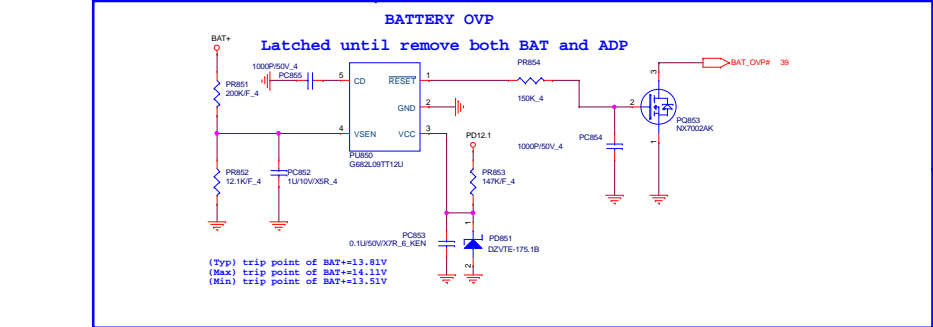 BATTERY OVP
Latched until remove both BAT and ADP
BAT+
1000P/50V_4
PC855
PR851
200K/F_4
5 CD
RESET 1
GND 2
4 VSEN
VCC 3
PU850
G682L09TT12U
PR854
150K_4
3
BAT_OVP# 39
2
PQ853
NX7002AK
1
PC854
1000P/50V_4
PD12.1
PR852
12.1K/F_4
PC852
1U/10V/X5R_4
PR853
147K/F_4
PC853
0.1U/50V/X7R_6_KEN
1
PD851
DZVTE-175.1B
2
(Typ) trip point of BAT+=13.81V
(Max) trip point of BAT+=14.11V
(Min) trip point of BAT+=13.51V